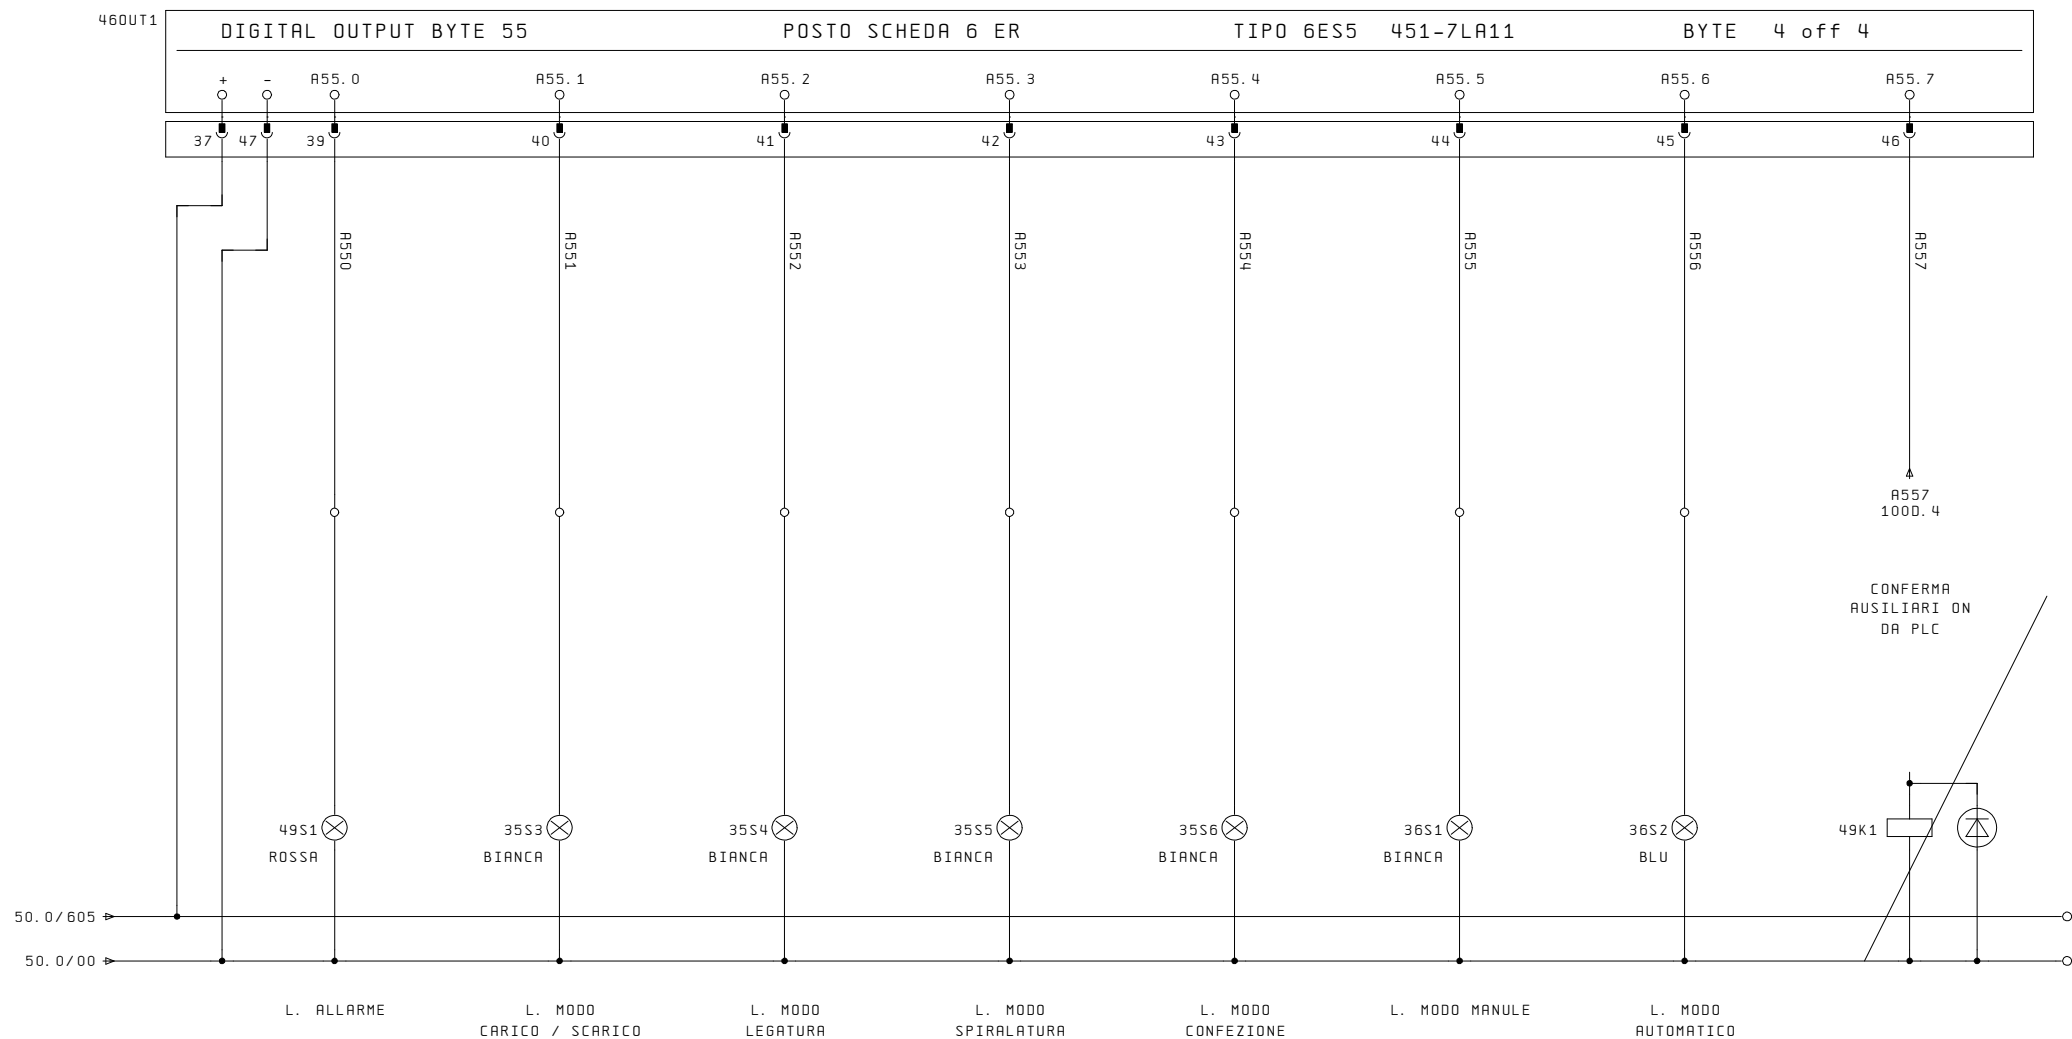 460UT1
DIGITAL OUTPUT BYTE 55 POSTO SCHEDA 6 ER TIPO 6ES5 451-7LA11 BYTE 4 off 4
+ - A55.0 A55.1 A55.2 A55.3 A55.4 A55.5 A55.6 A55.7
37 47 39 40 41 42 43 44 45 46
A550 A551 A552 A553 A554 A555 A556 A557
A557
100D.4
CONFERMA
AUSILIARI ON
DA PLC
49S1 35S3 35S4 35S5 35S6 36S1 36S2 49K1
ROSSA BIANCA BIANCA BIANCA BIANCA BIANCA BLU
50.0/605
50.0/00
L. ALLARME L. MODO L. MODO L. MODO L. MODO L. MODO MANULE L. MODO
CARICO / SCARICO LEGATURA SPIRALATURA CONFEZIONE AUTOMATICO